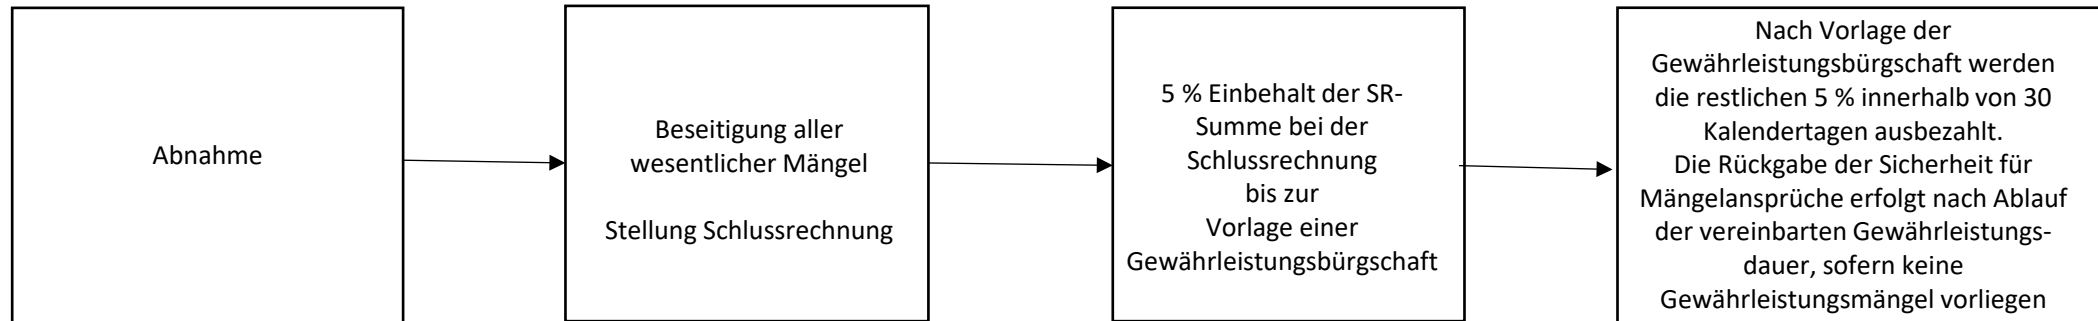 Abnahme
Beseitigung aller
wesentlicher Mängel
Stellung Schlussrechnung
5 % Einbehalt der SR-
Summe bei der
Schlussrechnung
bis zur
Vorlage einer
Gewährleistungsbürgschaft
Nach Vorlage der
Gewährleistungsbürgschaft werden
die restlichen 5 % innerhalb von 30
Kalendertagen ausbezahlt.
Die Rückgabe der Sicherheit für
Mängelansprüche erfolgt nach Ablauf
der vereinbarten Gewährleistungs-
dauer, sofern keine
Gewährleistungsmängel vorliegen